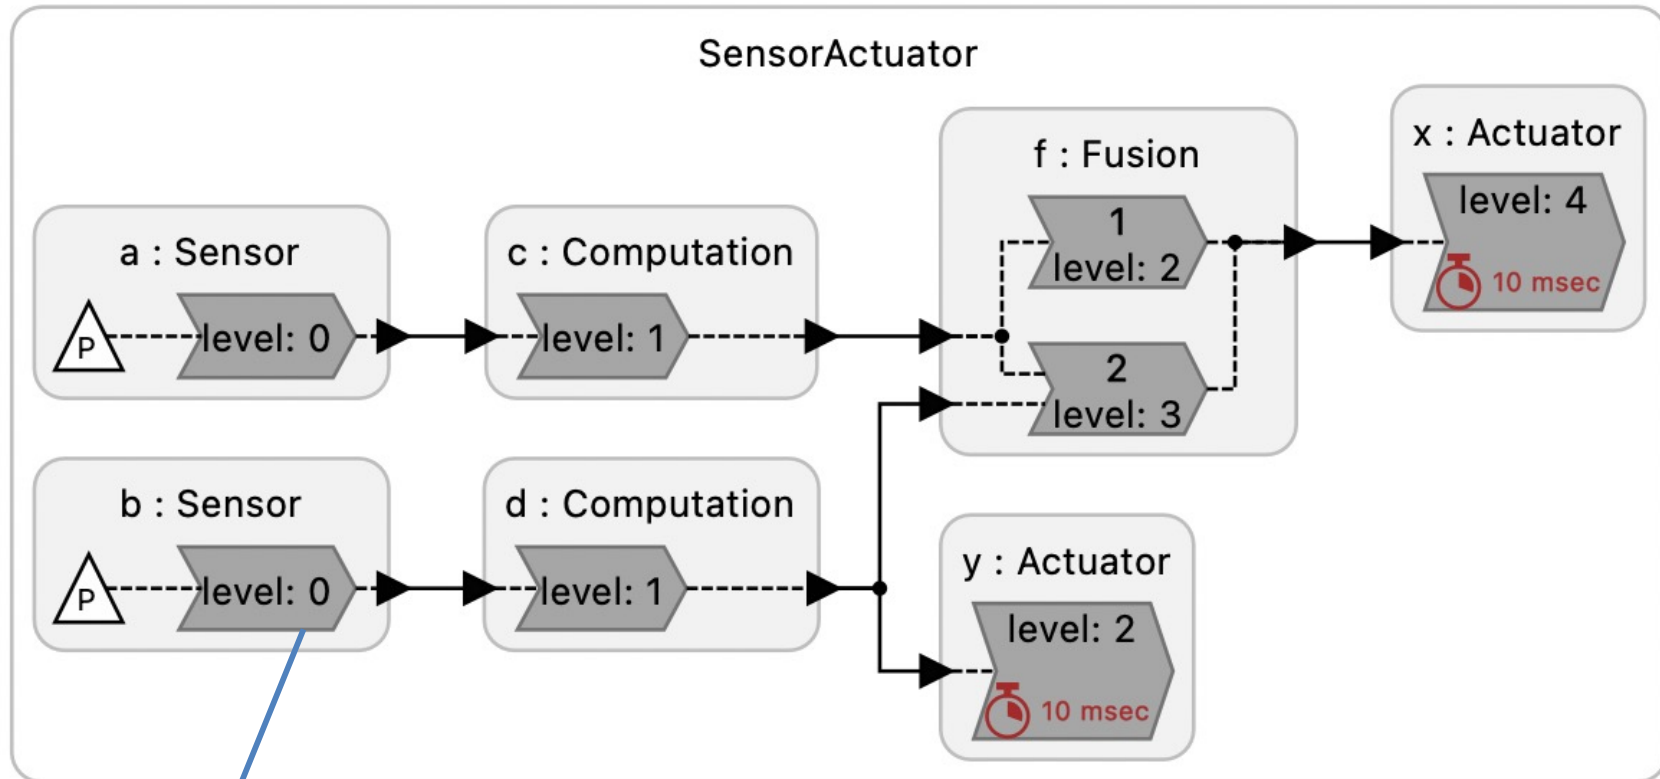 SensorActuator
a : Sensor
P
level: 0
c : Computation
level: 1
f : Fusion
1
level: 2
2
level: 3
x : Actuator
level: 4
10 msec
b : Sensor
P
level: 0
d : Computation
level: 1
y : Actuator
level: 2
10 msec